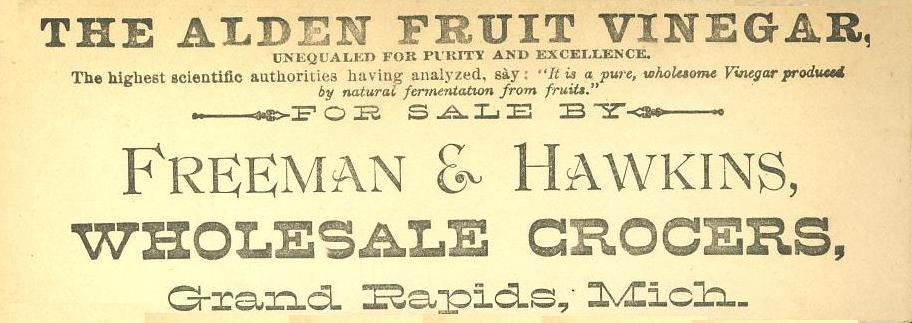 THE ALDEN FRUIT VINEGAR,
UNEQUALED FOR PURITY AND EXCELLENCE.
The highest scientific authorities having analyzed, say: "It is a pure, wholesome Vinegar produced
by natural fermentation from fruits."
FOR SALE BY
FREEMAN & HAWKINS,
WHOLESALE GROCERS,
Grand Rapids, Mich.